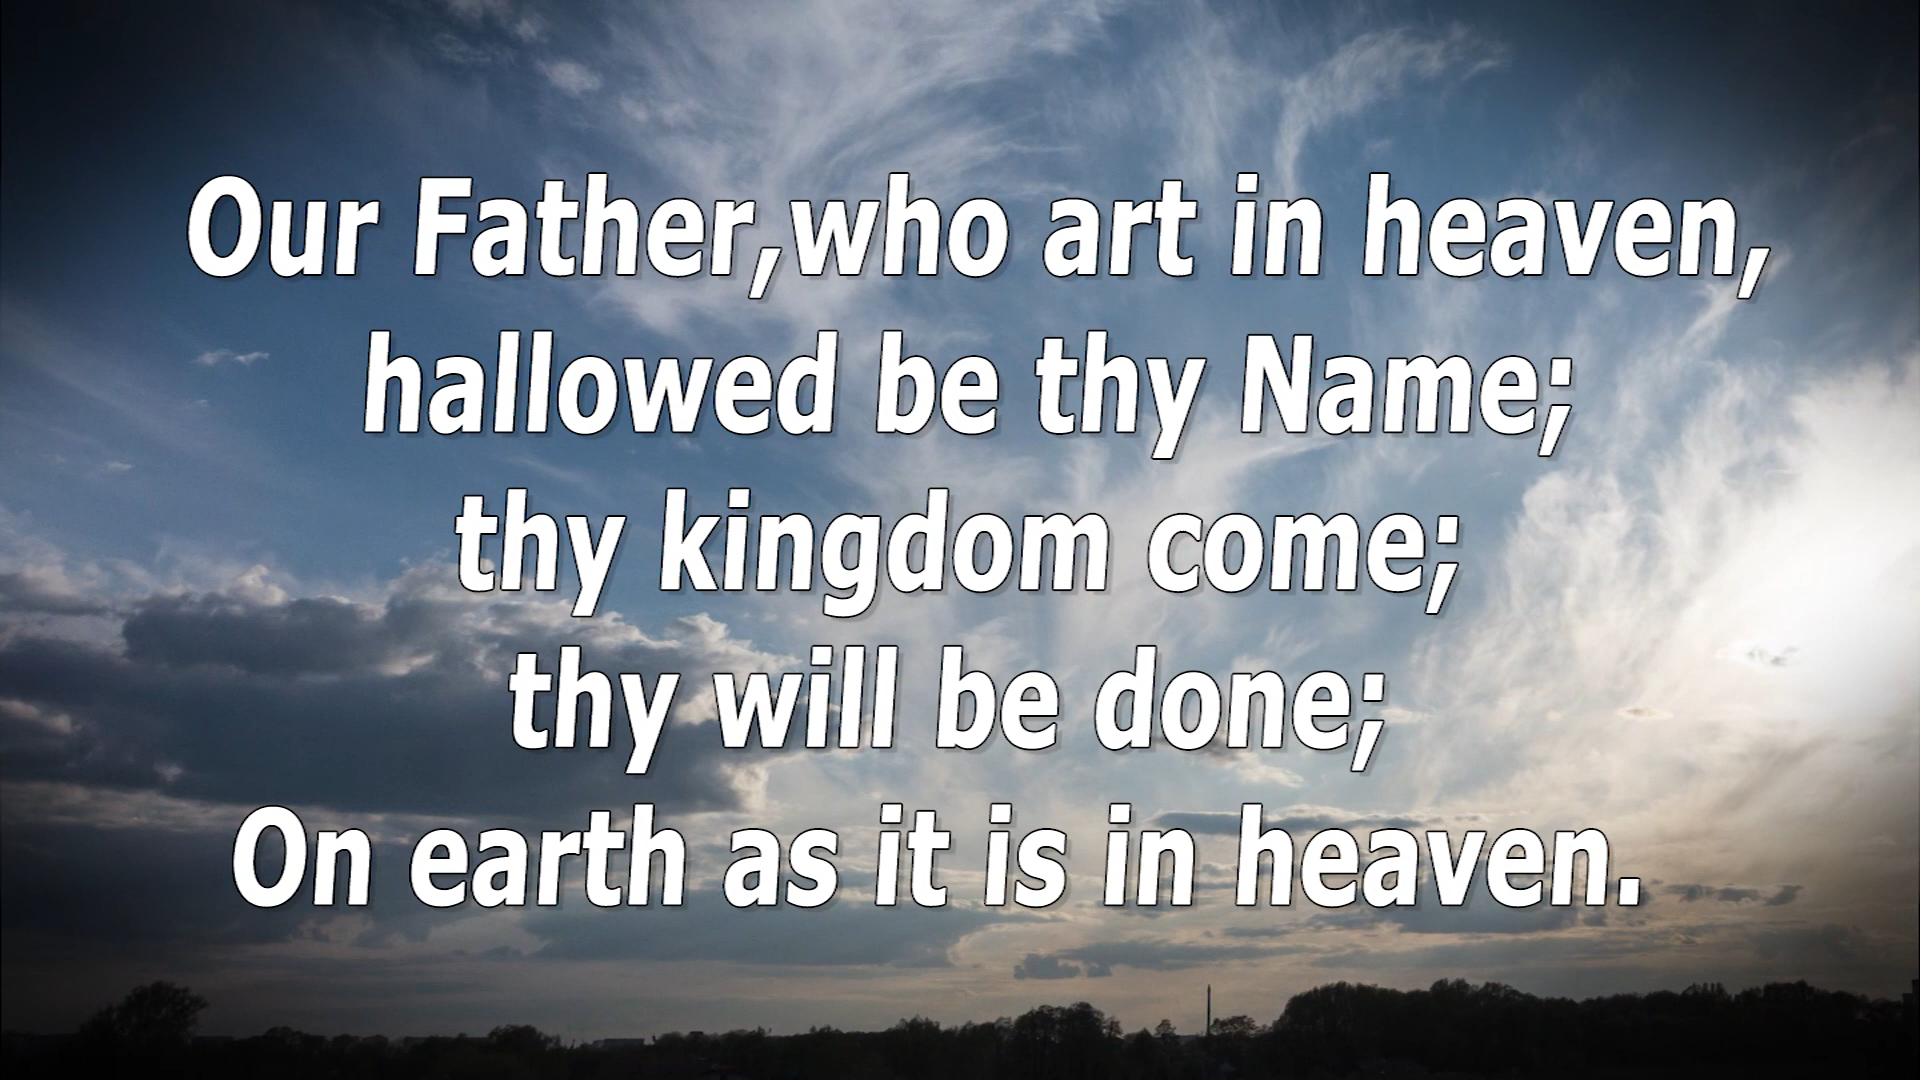 Our Father,who art in heaven,
hallowed be thy Name;
thy kingdom come;
thy will be done;
On earth as it is in heaven.